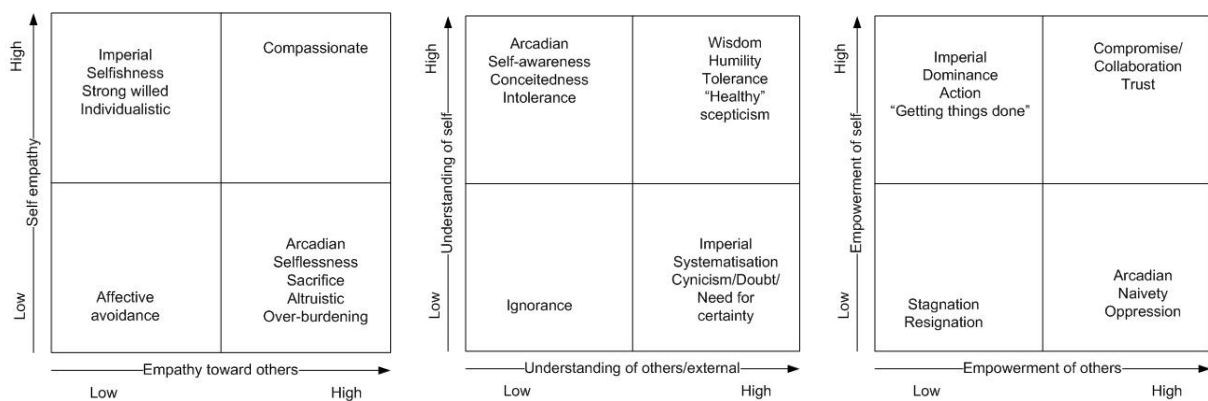 High
Self empathy
Low
Imperial
Selfishness
Strong willed
Individualistic
Compassionate
Affective
avoidance
Arcadian
Selflessness
Sacrifice
Altruistic
Over-burdening
Empathy toward others
Low
High
High
Understanding of self
Low
Arcadian
Self-awareness
Conceitedness
Intolerance
Wisdom
Humility
Tolerance
“Healthy”
scepticism
Ignorance
Imperial
Systematisation
Cynicism/Doubt/
Need for
certainty
Understanding of others/external
Low
High
High
Empowerment of self
Low
Imperial
Dominance
Action
“Getting things done”
Compromise/
Collaboration
Trust
Stagnation
Resignation
Arcadian
Naivety
Oppression
Empowerment of others
Low
High